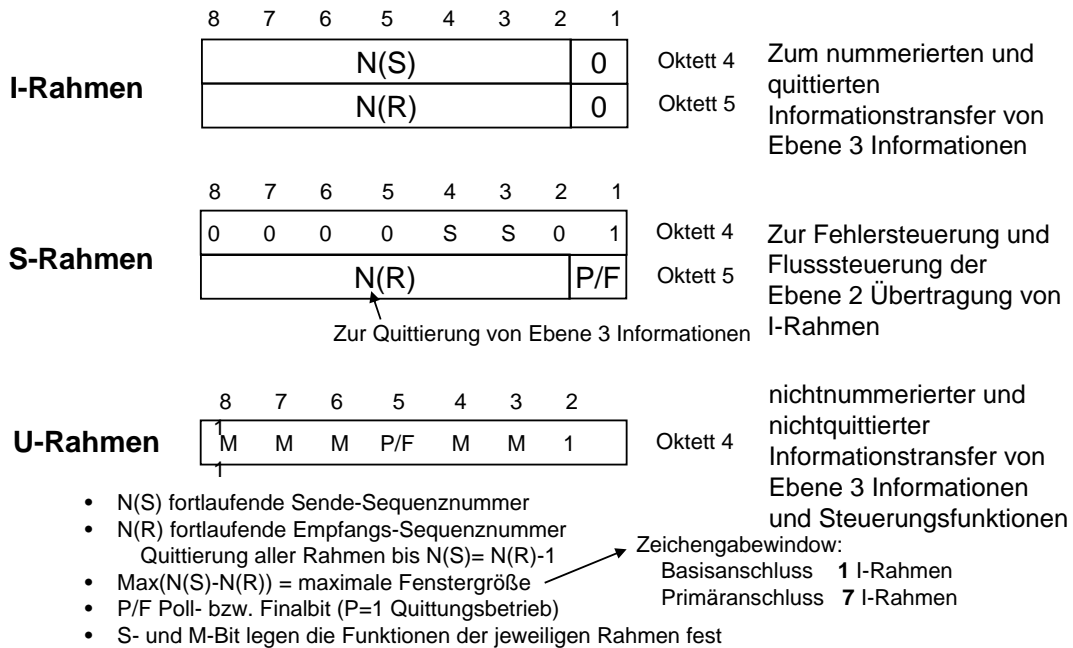 8 7 6 5 4 3 2 1
I-Rahmen
N(S) 0 Oktett 4
N(R) 0 Oktett 5
Zum nummerierten und
quittierten
Informationstransfer von
Ebene 3 Informationen
8 7 6 5 4 3 2 1
S-Rahmen
0 0 0 0 S S 0 1 Oktett 4
N(R) P/F Oktett 5
Zur Quittierung von Ebene 3 Informationen
Zur Fehlersteuerung und
Flusssteuerung der
Ebene 2 Übertragung von
I-Rahmen
8 7 6 5 4 3 2
1
U-Rahmen
M M M P/F M M 1 Oktett 4
1
nichtnummerierter und
nichtquittierter
Informationstransfer von
Ebene 3 Informationen
und Steuerungsfunktionen
• N(S) fortlaufende Sende-Sequenznummer
• N(R) fortlaufende Empfangs-Sequenznummer
Quittierung aller Rahmen bis N(S)= N(R)-1
• Max(N(S)-N(R)) = maximale Fenstergröße
• P/F Poll- bzw. Finalbit (P=1 Quittungsbetrieb)
• S- und M-Bit legen die Funktionen der jeweiligen Rahmen fest
Zeichengabewindow:
Basisanschluss 1 I-Rahmen
Primäranschluss 7 I-Rahmen